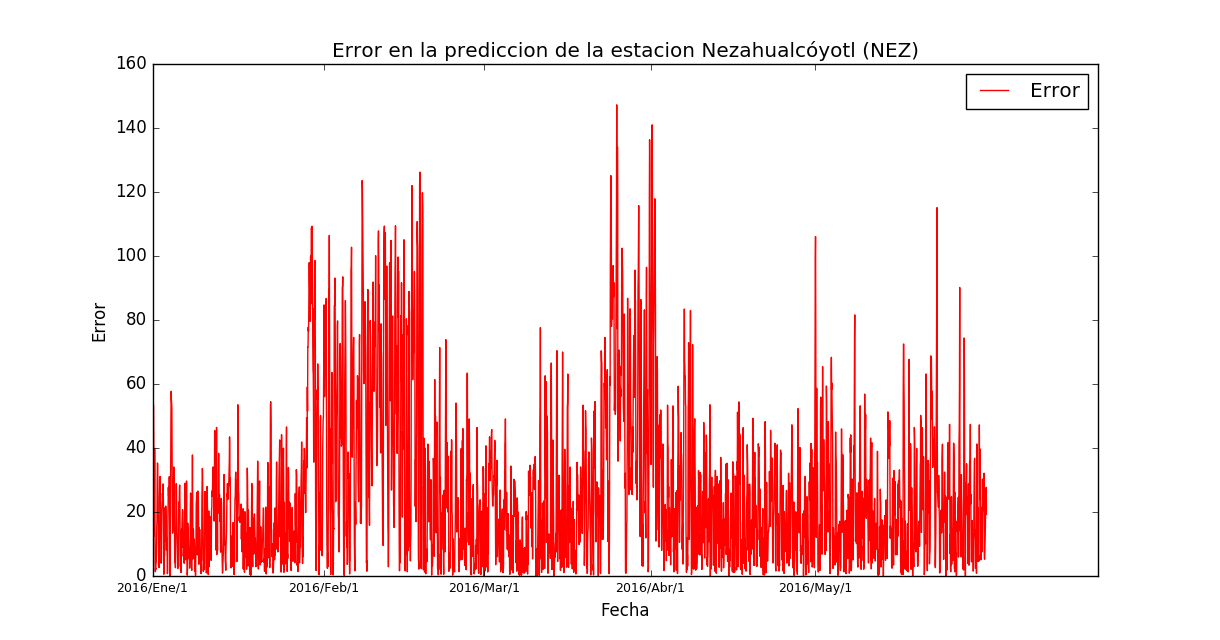 Error en la prediccion de la estacion Nezahualcóyotl (NEZ)
160
140
120
100
80
60
40
20
0
Error
Error
2016/Ene/1 2016/Feb/1 2016/Mar/1 2016/Abr/1 2016/May/1
Fecha